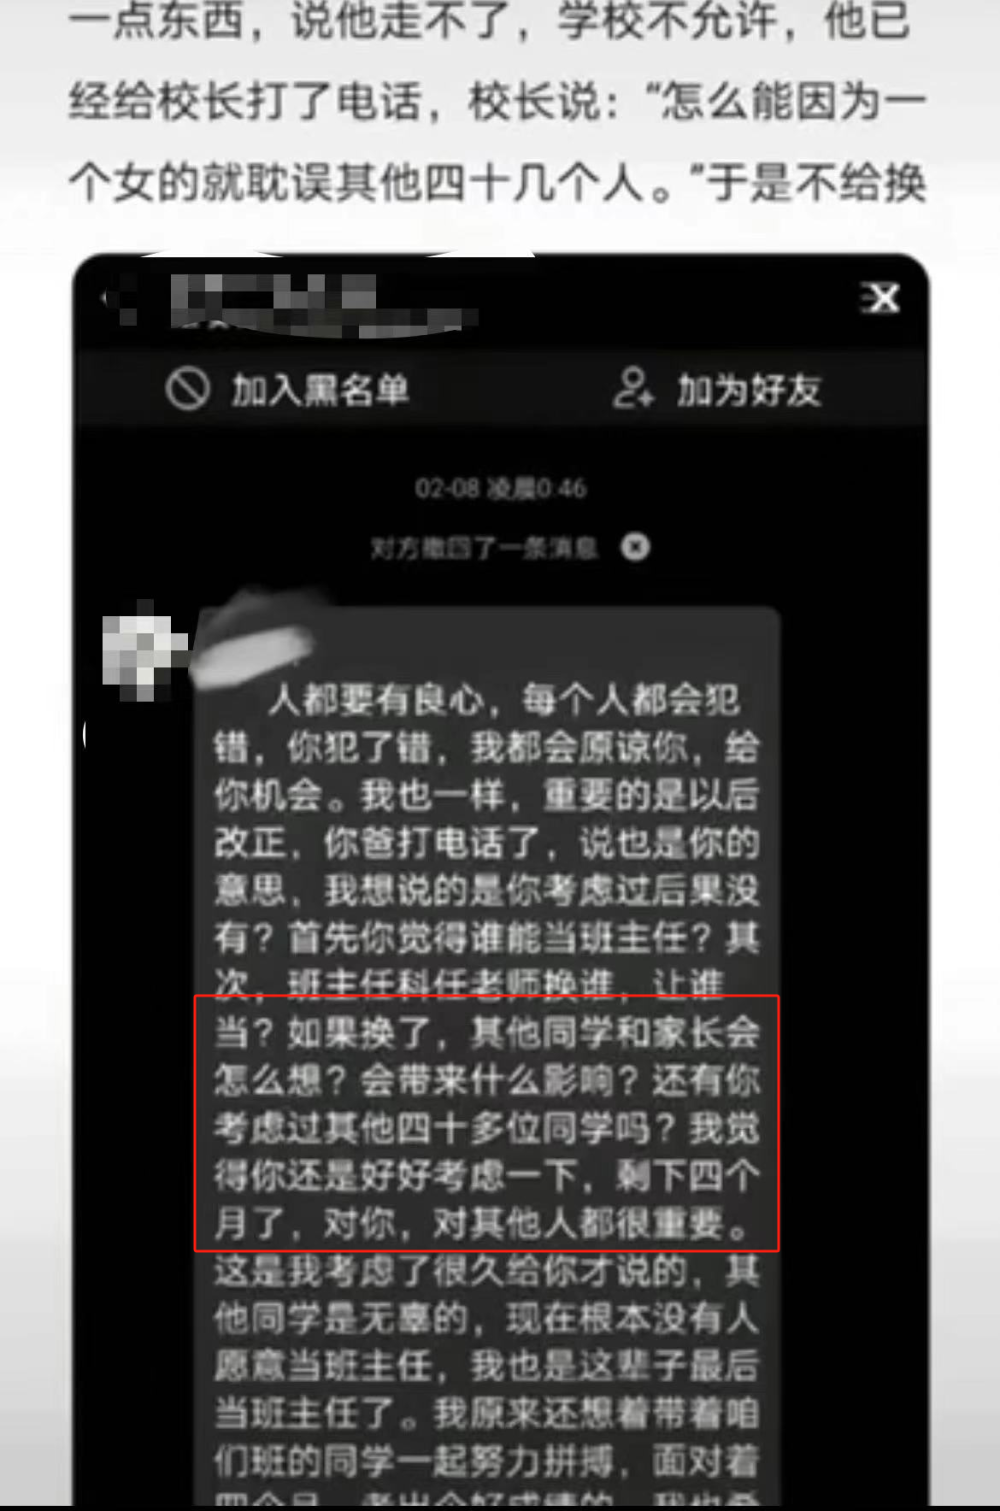 一点东西，说他走不了，学校不允许，他已
经给校长打了电话，校长说：“怎么能因为一
个女的就耽误其他四十几个人。”于是不给换
加入黑名单 加为好友
02-08 凌晨0:46
对方撤回了一条消息
人都要有良心，每个人都会犯
错，你犯了错，我都会原谅你，给
你机会。我也一样，重要的是以后
改正，你爸打电话了，说也是你的
意思，我想说的是你考虑过后果没
有？首先你觉得谁能当班主任？其
次，班主任科任老师换谁，让谁
当？如果换了，其他同学和家长会
怎么想？会带来什么影响？还有你
考虑过其他四十多位同学吗？我觉
得你还是好好考虑一下，剩下四个
月了，对你，对其他人都很重要。
这是我考虑了很久给你才说的，其
他同学是无辜的，现在根本没有人
愿意当班主任，我也是这辈子最后
当班主任了。我原来还想着带着咱
们班的同学一起努力拼搏，面对着
四个月，考出个好成绩的，我也希